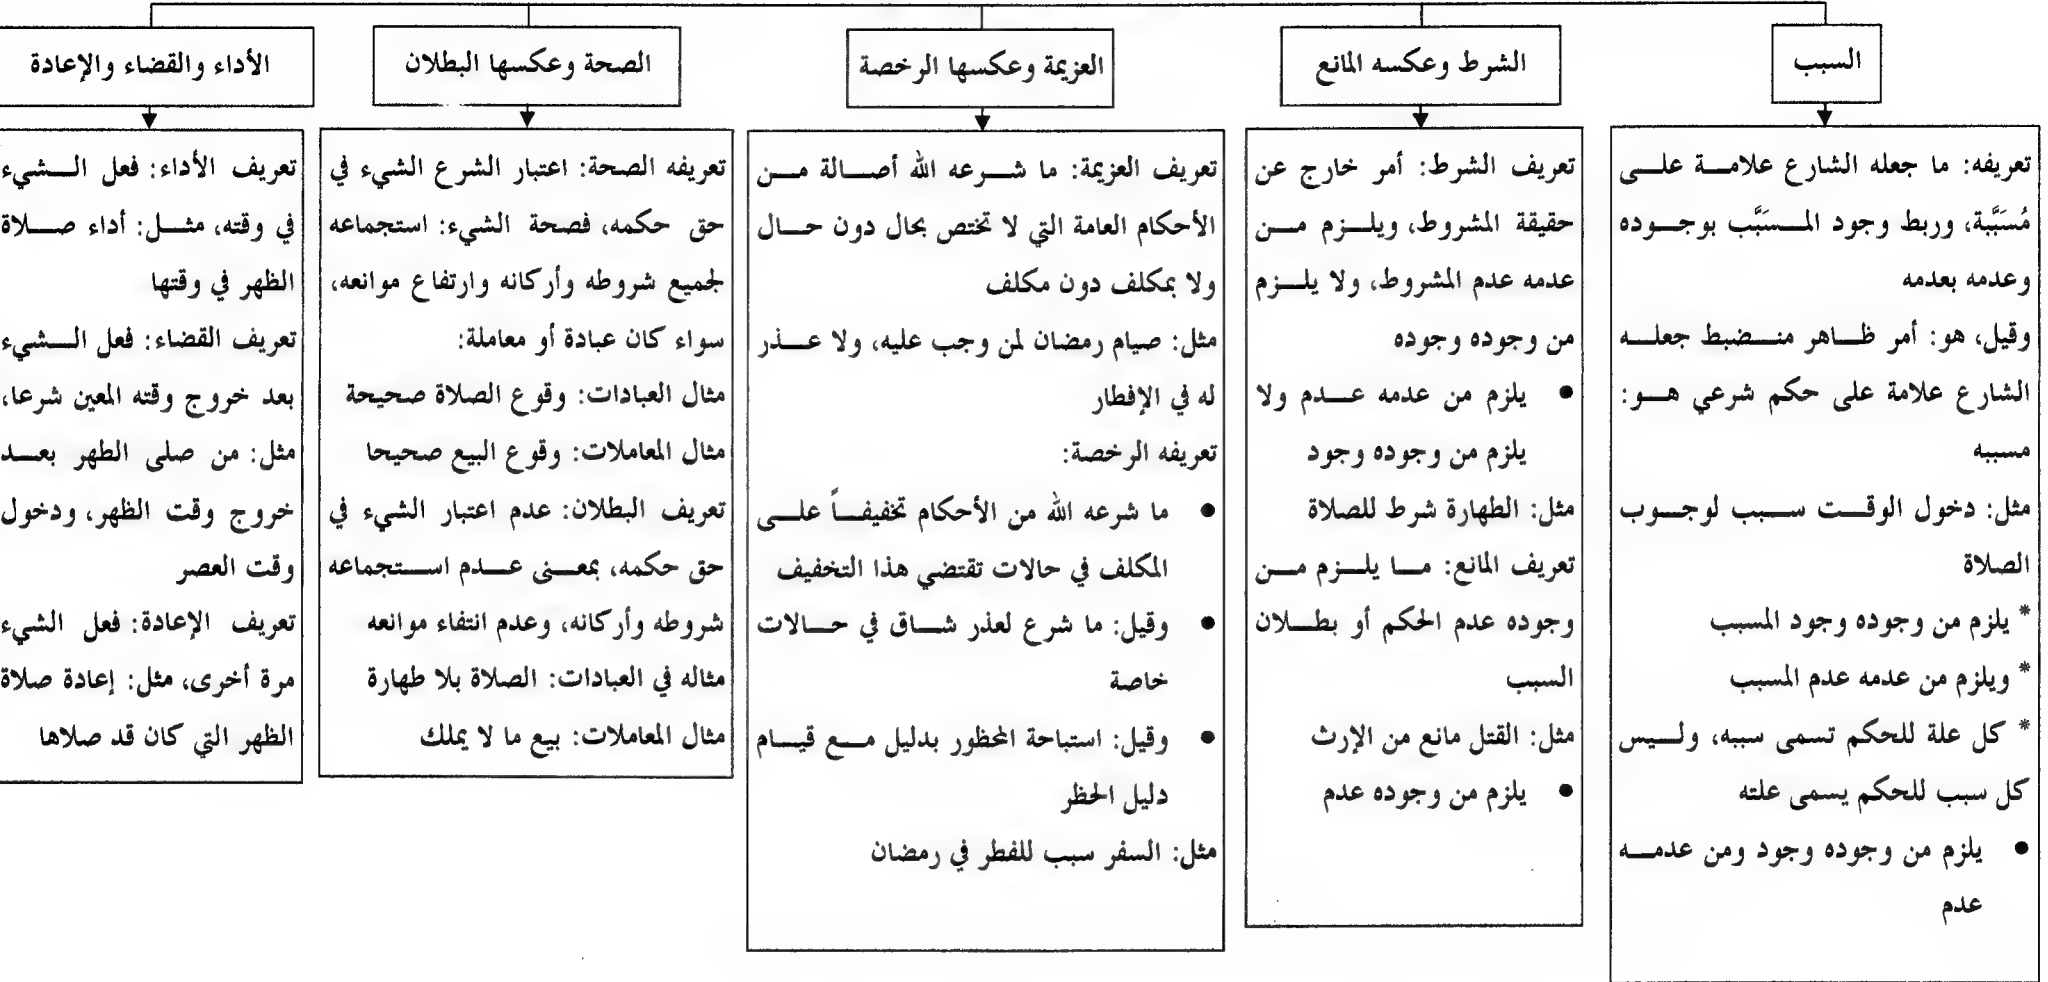 السبب
تعريفه: ما جعله الشارع علامة على
مُسَبَّبة، وربط وجود المسَبَّب بوجوده
وعدمه بعدمه
وقيل، هو: أمر ظاهر منضبط جعله
الشارع علامة على حكم شرعي هو:
مسببه
مثل: دخول الوقت سبب لوجوب
الصلاة
* يلزم من وجوده وجود المسبب
* ويلزم من عدمه عدم المسبب
* كل علة للحكم تسمى سببه، وليس
كل سبب للحكم يسمى علته
• يلزم من وجوده وجود ومن عدمه
عدم
الشرط وعكسه المانع
تعريف الشرط: أمر خارج عن
حقيقة المشروط، ويلزم من
عدمه عدم المشروط، ولا يلزم
من وجوده وجوده
• يلزم من عدمه عدم ولا
يلزم من وجوده وجود
مثل: الطهارة شرط للصلاة
تعريف المانع: ما يلزم من
وجوده عدم الحكم أو بطلان
السبب
مثل: القتل مانع من الإرث
• يلزم من وجوده عدم
العزيمة وعكسها الرخصة
تعريف العزيمة: ما شرعه الله أصالة من
الأحكام العامة التي لا تختص بحال دون حال
ولا بمكلف دون مكلف
مثل: صيام رمضان لمن وجب عليه، ولا عذر
له في الإفطار
تعريفه الرخصة:
• ما شرعه الله من الأحكام تخفيفاً على
المكلف في حالات تقتضي هذا التخفيف
• وقيل: ما شرع لعذر شاق في حالات
خاصة
• وقيل: استباحة المحظور بدليل مع قيام
دليل الحظر
مثل: السفر سبب للفطر في رمضان
الصحة وعكسها البطلان
تعريفه الصحة: اعتبار الشرع الشيء في
حق حكمه، فصحة الشيء: استجماعه
لجميع شروطه وأركانه وارتفاع موانعه،
سواء كان عبادة أو معاملة:
مثال العبادات: وقوع الصلاة صحيحة
مثال المعاملات: وقوع البيع صحيحا
تعريف البطلان: عدم اعتبار الشيء في
حق حكمه، بمعنى عدم استجماعه
شروطه وأركانه، وعدم انتفاء موانعه
مثاله في العبادات: الصلاة بلا طهارة
مثال المعاملات: بيع ما لا يملك
الأداء والقضاء والإعادة
تعريف الأداء: فعل الشيء
في وقته، مثل: أداء صلاة
الظهر في وقتها
تعريف القضاء: فعل الشيء
بعد خروج وقته المعين شرعا،
مثل: من صلى الطهر بعد
خروج وقت الظهر، ودخول
وقت العصر
تعريف الإعادة: فعل الشيء
مرة أخرى، مثل: إعادة صلاة
الظهر التي كان قد صلاها